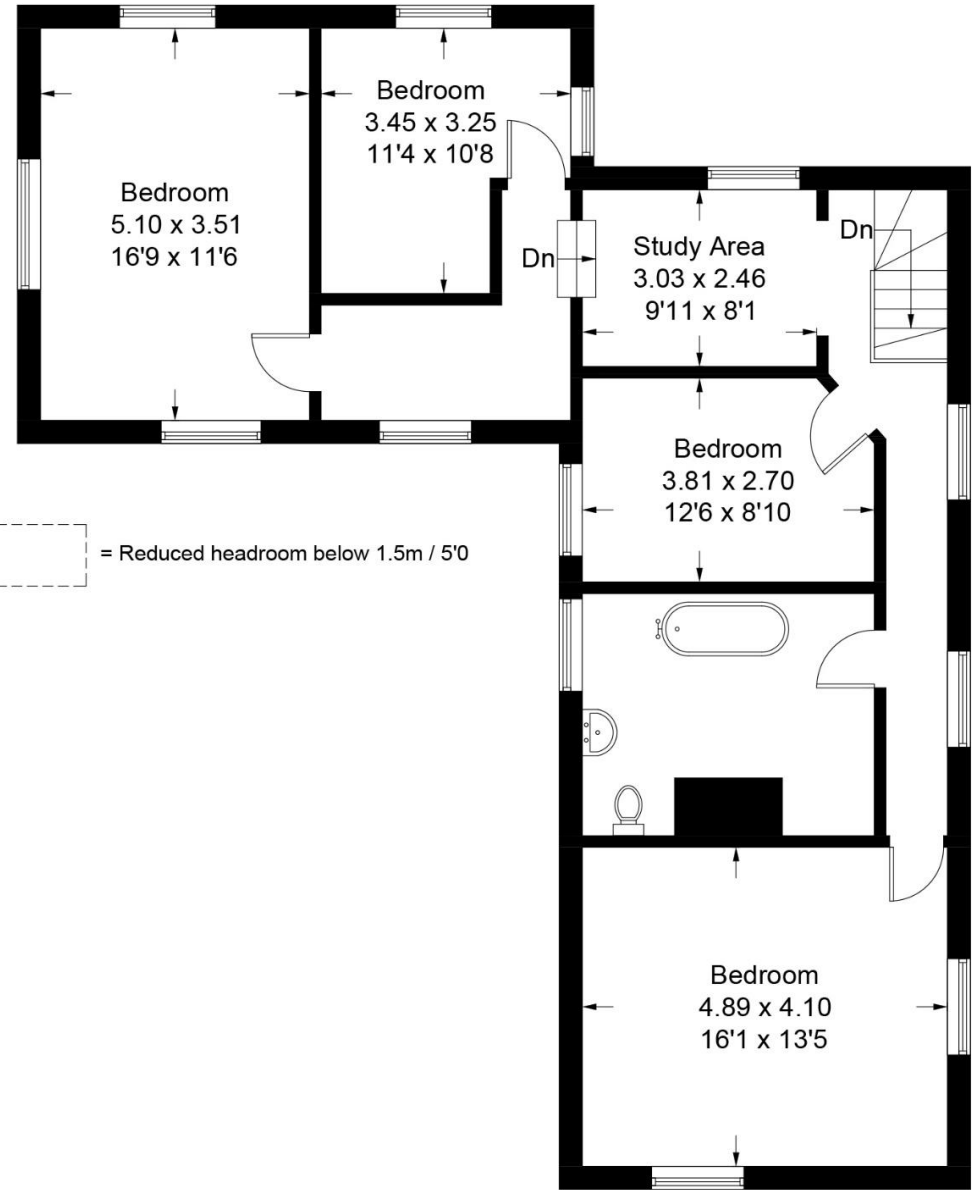 Bedroom
3.45 x 3.25
11'4 x 10'8
Bedroom
5.10 x 3.51
16'9 x 11'6
Dn
Study Area
3.03 x 2.46
9'11 x 8'1
Dn
Bedroom
3.81 x 2.70
12'6 x 8'10
= Reduced headroom below 1.5m / 5'0
Bedroom
4.89 x 4.10
16'1 x 13'5